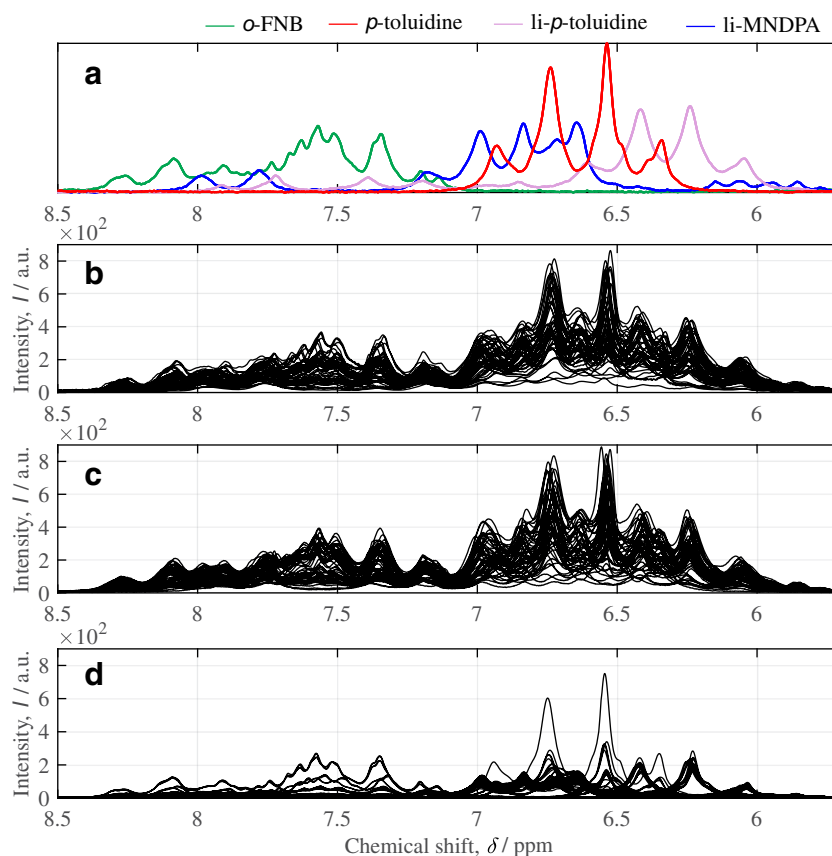 o-FNB p-toluidine li-p-toluidine li-MNDPA
a
8.5 8 7.5 7 6.5 6
×10²
b
Intensity, I / a.u.
8
6
4
2
0
8.5 8 7.5 7 6.5 6
×10²
c
Intensity, I / a.u.
8
6
4
2
0
8.5 8 7.5 7 6.5 6
×10²
d
Intensity, I / a.u.
8
6
4
2
0
8.5 8 7.5 7 6.5 6
Chemical shift, δ / ppm